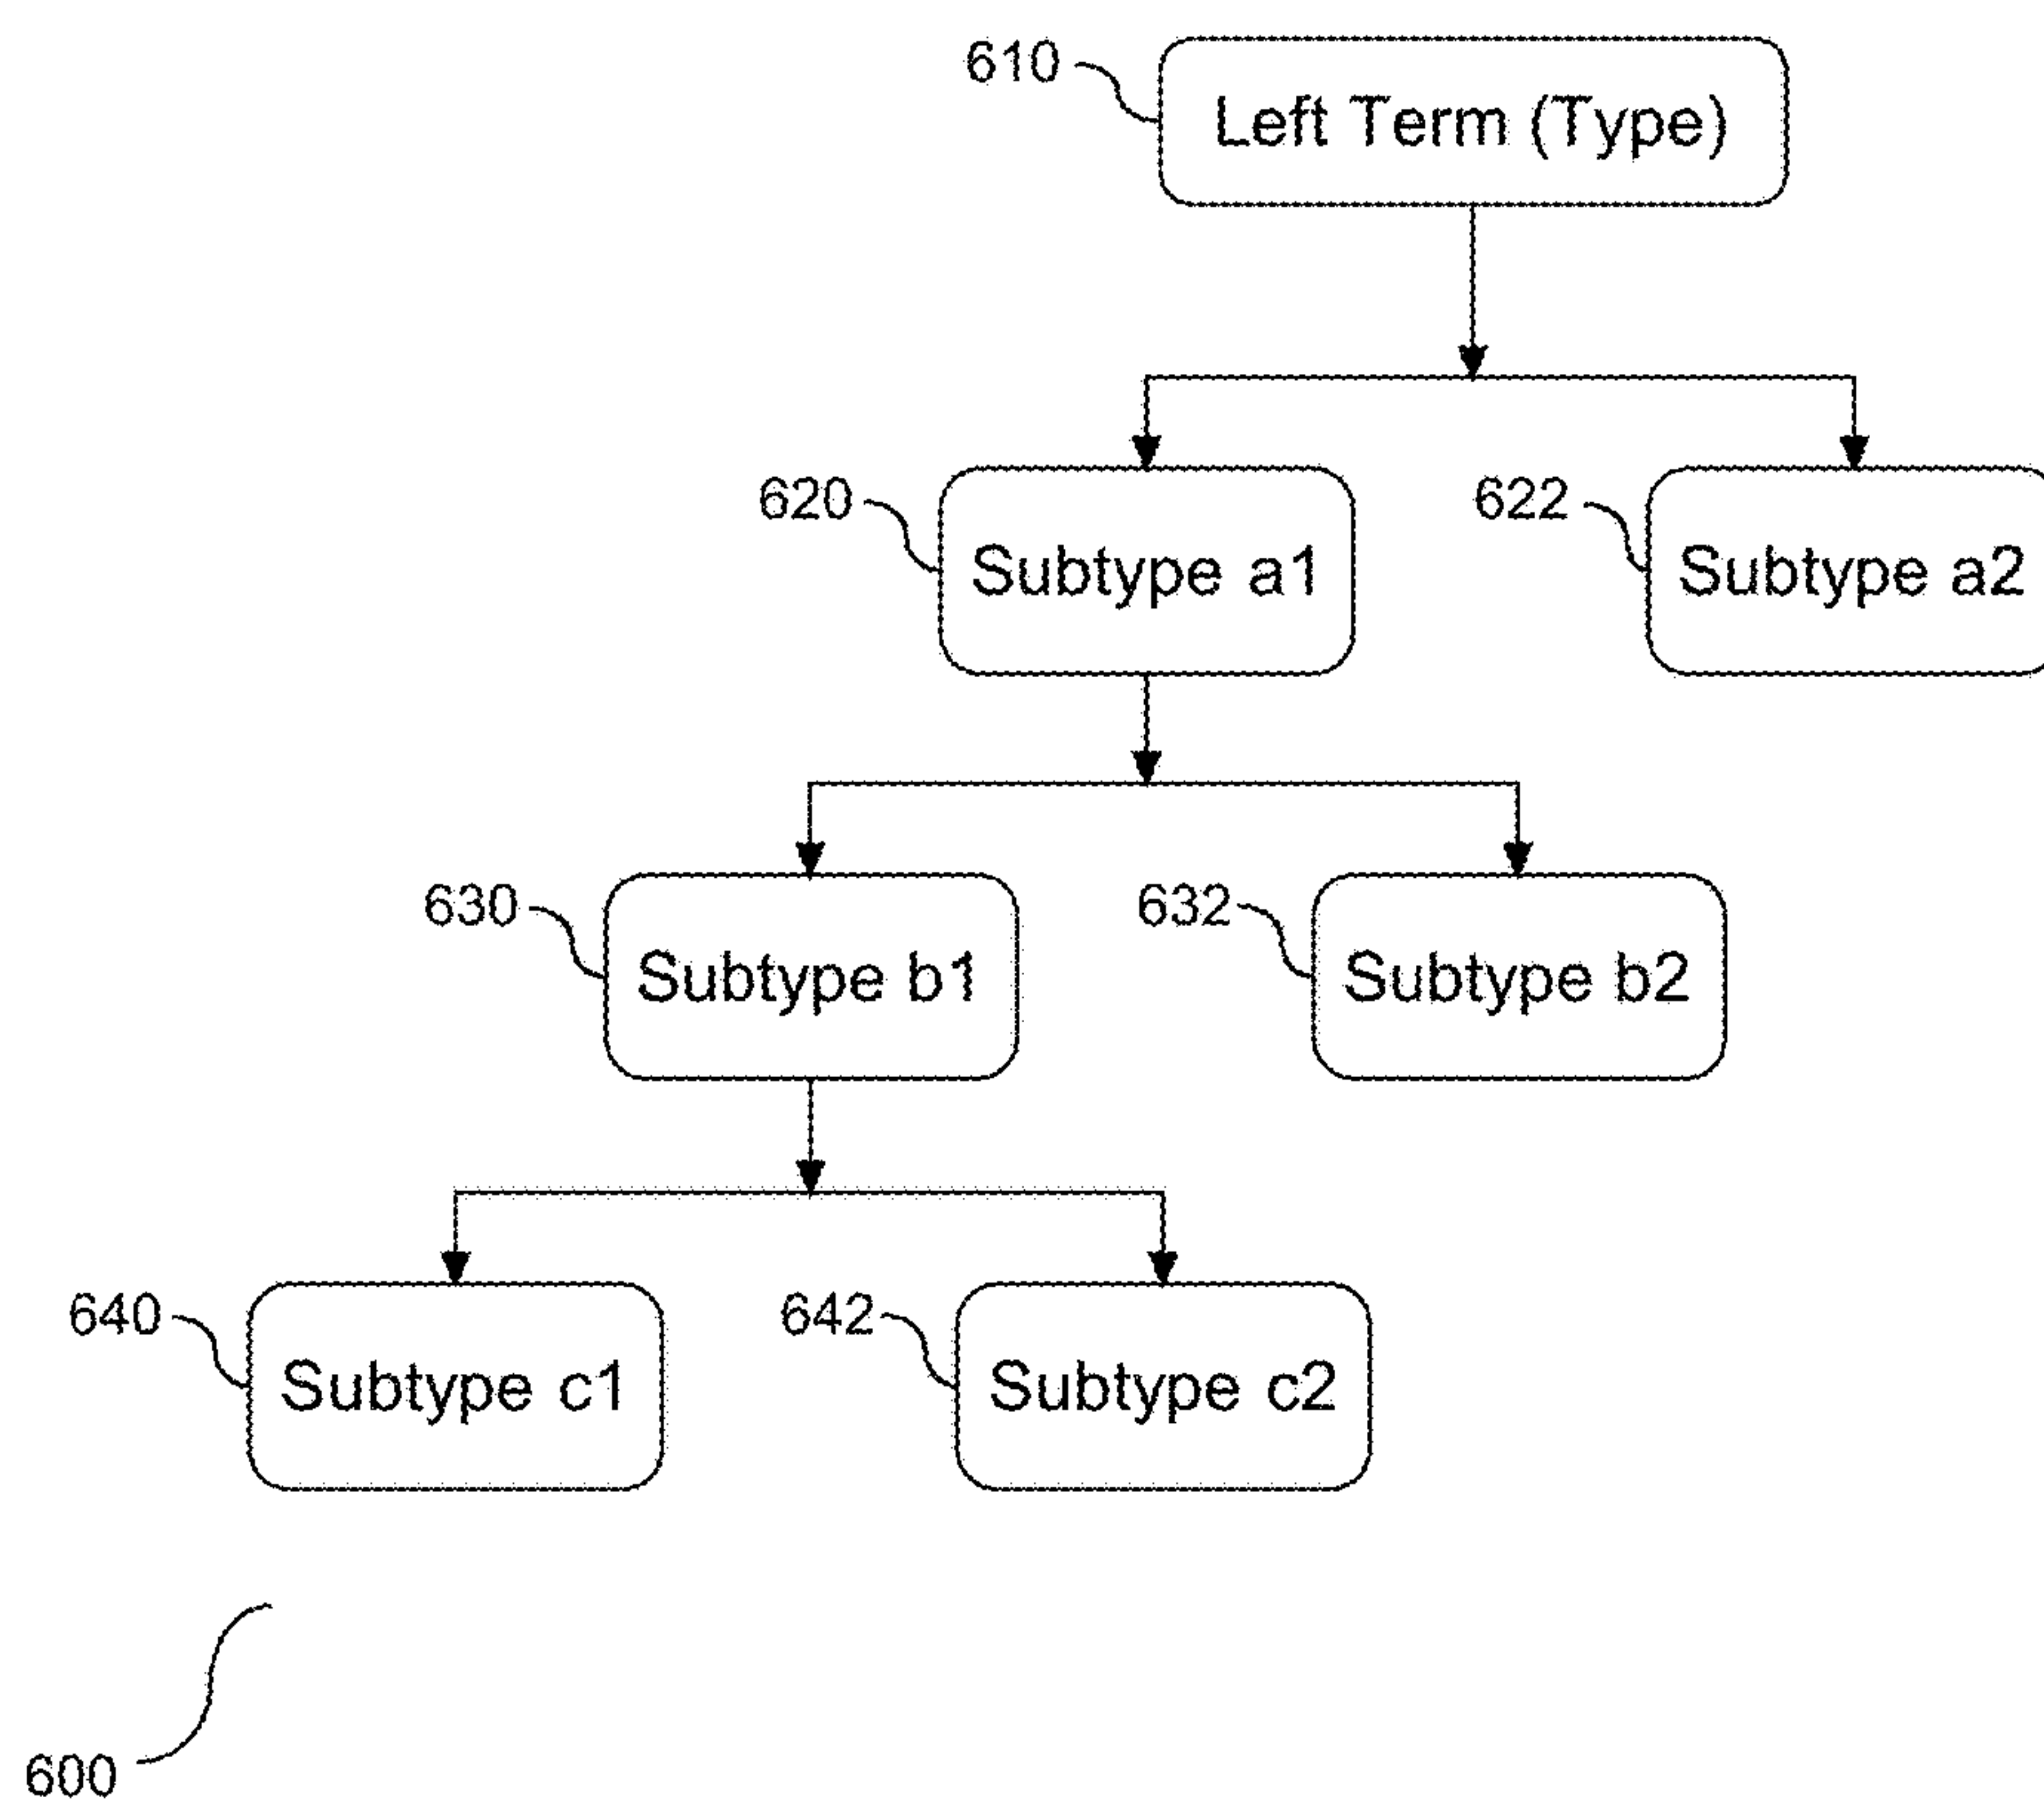 610
Left Term (Type)
620
Subtype a1
622
Subtype a2
630
Subtype b1
632
Subtype b2
640
Subtype c1
642
Subtype c2
600